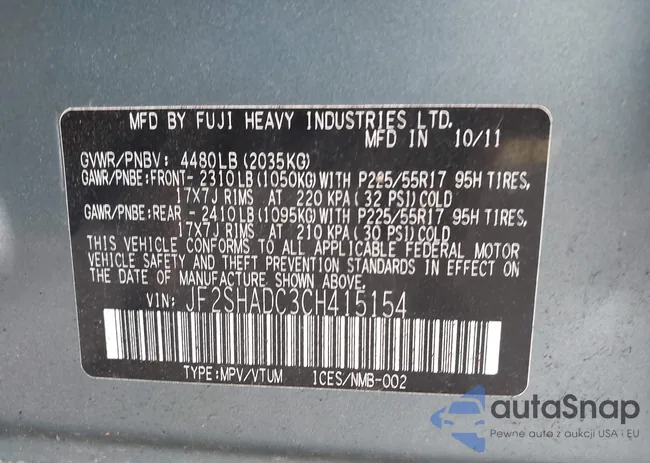 MFD BY FUJI HEAVY INDUSTRIES LTD.
MFD IN 10/11
GVWR/PNBV: 4480LB(2035KG)
GAWR/PNBE:FRONT- 2310LB(1050KG)WITH P225/55R17 95H TIRES,
17X7J RIMS AT 220 KPA(32 PSI)COLD
GAWR/PNBE:REAR - 2410LB(1095KG)WITH P225/55R17 95H TIRES,
17X7J RIMS AT 210 KPA(30 PSI)COLD
THIS VEHICLE CONFORMS TO ALL APPLICABLE FEDERAL MOTOR
VEHICLE SAFETY AND THEFT PREVENTION STANDARDS IN EFFECT ON
THE DATE OF MANUFACTURE SHOWN ABOVE.
VIN: JF2SHADC3CH415154
TYPE:MPV/VTUM 1CES/NMB-002
autaSnap
Pewne auto z aukcji USA i EU